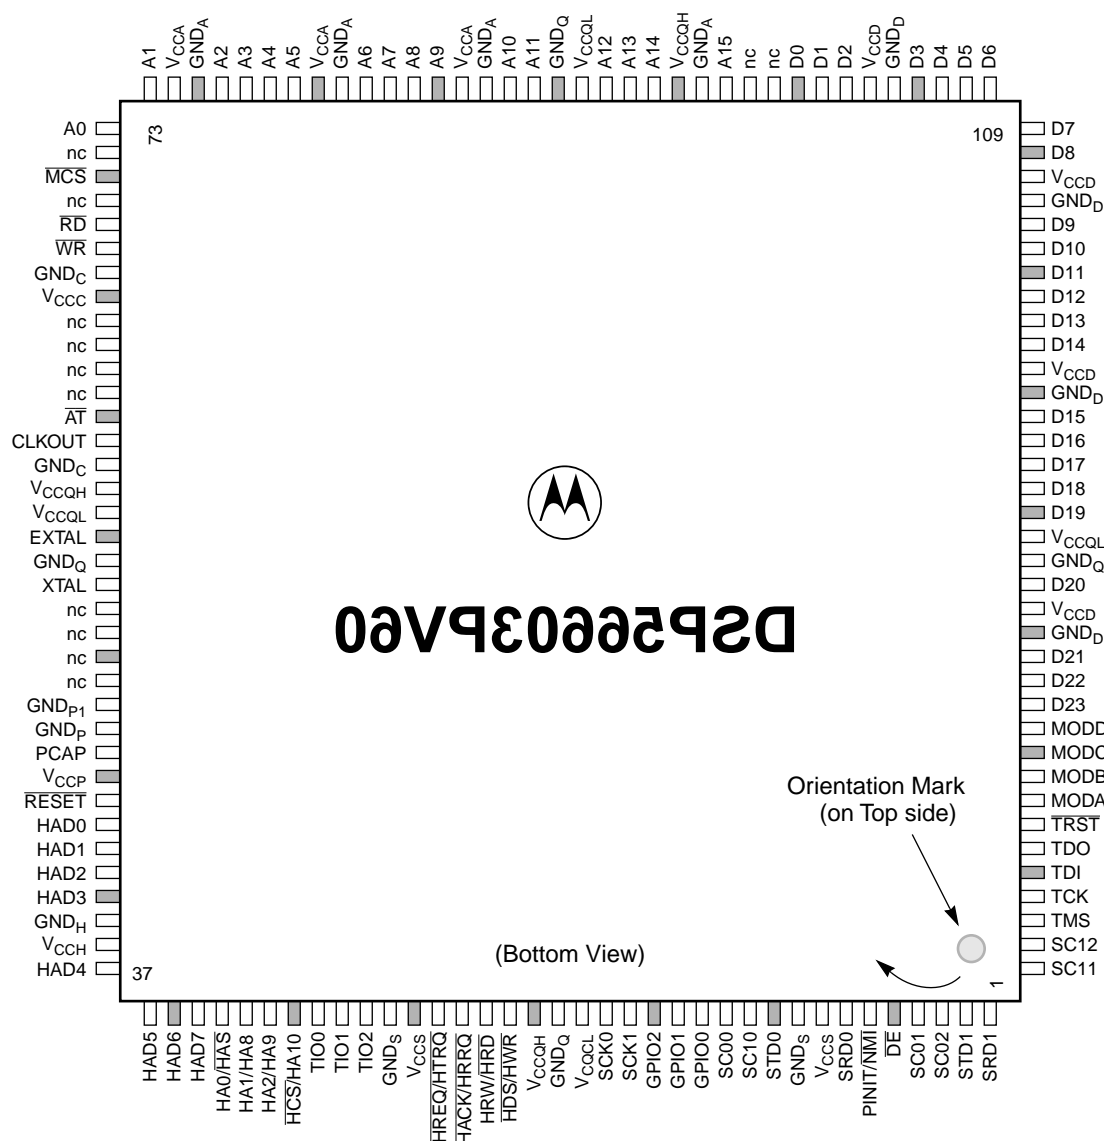 A1
VCCA
GNDA
A2
A3
A4
A5
VCCA
GNDA
A6
A7
A8
A9
VCCA
GNDA
A10
A11
GNDQ
VCCQL
A12
A13
A14
VCCQH
GNDA
A15
nc
nc
D0
D1
D2
VCCD
GNDD
D3
D4
D5
D6
73
109
A0
nc
MCS
nc
RD
WR
GNDC
VCCC
nc
nc
nc
nc
AT
CLKOUT
GNDC
VCCQH
VCCQL
EXTAL
GNDQ
XTAL
nc
nc
nc
nc
GNDP1
GNDP
PCAP
VCCP
RESET
HAD0
HAD1
HAD2
HAD3
GNDH
VCCH
HAD4
D7
D8
VCCD
GNDD
D9
D10
D11
D12
D13
D14
VCCD
GNDD
D15
D16
D17
D18
D19
VCCQL
GNDQ
D20
VCCD
GNDD
D21
D22
D23
MODD
MODC
MODB
MODA
TRST
TDO
TDI
TCK
TMS
SC12
SC11
DSP56603PV60
Orientation Mark
(on Top side)
(Bottom View)
37
1
HAD5
HAD6
HAD7
HA0/HAS
HA1/HA8
HA2/HA9
HCS/HA10
TIO0
TIO1
TIO2
GNDS
VCCS
HREQ/HTRQ
HACK/HRRQ
HRW/HRD
HDS/HWR
VCCQH
GNDQ
VCQCL
SCK0
SCK1
GPIO2
GPIO1
GPIO0
SC00
SC10
STD0
GNDS
VCCS
SRD0
PINIT/NMI
DE
SC01
SC02
STD1
SRD1